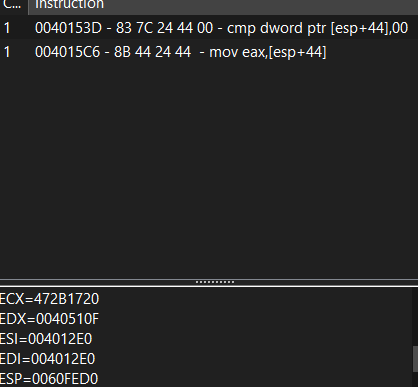 C... Instruction
1 0040153D - 83 7C 24 44 00 - cmp dword ptr [esp+44],00
1 004015C6 - 8B 44 24 44 - mov eax,[esp+44]
ECX=472B1720
EDX=0040510F
ESI=004012E0
EDI=004012E0
ESP=0060FED0